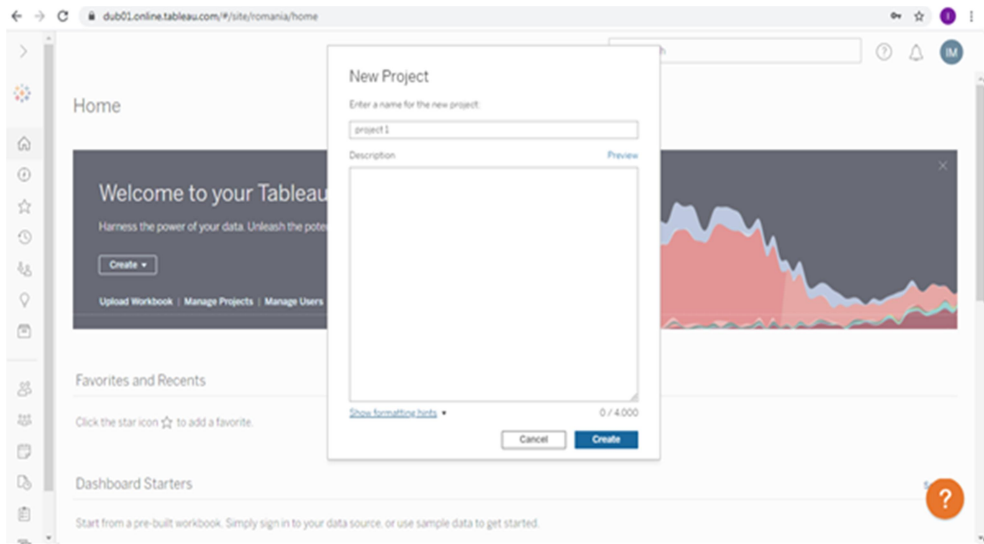 dub01.online.tableau.com/#/site/romania/home
IM
Home
Welcome to your Tableau
Harness the power of your data. Unleash the
Create
Upload Workbook | Manage Projects | Manage Users
Favorites and Recents
Click the star icon to add a favorite.
Dashboard Starters
Start from a pre-built workbook. Simply sign in to your data source, or use sample data to get started.
New Project
Enter a name for the new project:
project1
Description
Preview
Show formatting hints
0 / 4.000
Cancel
Create
?